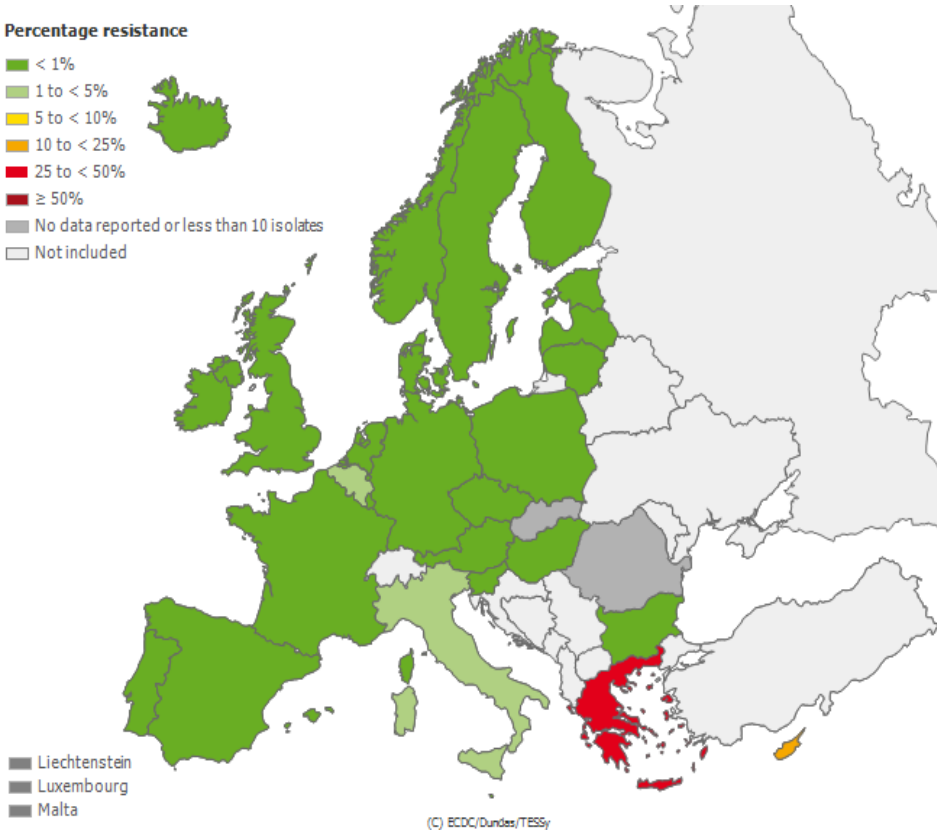 Percentage resistance
< 1%
1 to < 5%
5 to < 10%
10 to < 25%
25 to < 50%
≥ 50%
No data reported or less than 10 isolates
Not included
Liechtenstein
Luxembourg
Malta
(C) ECDC/Dundas/TESSy